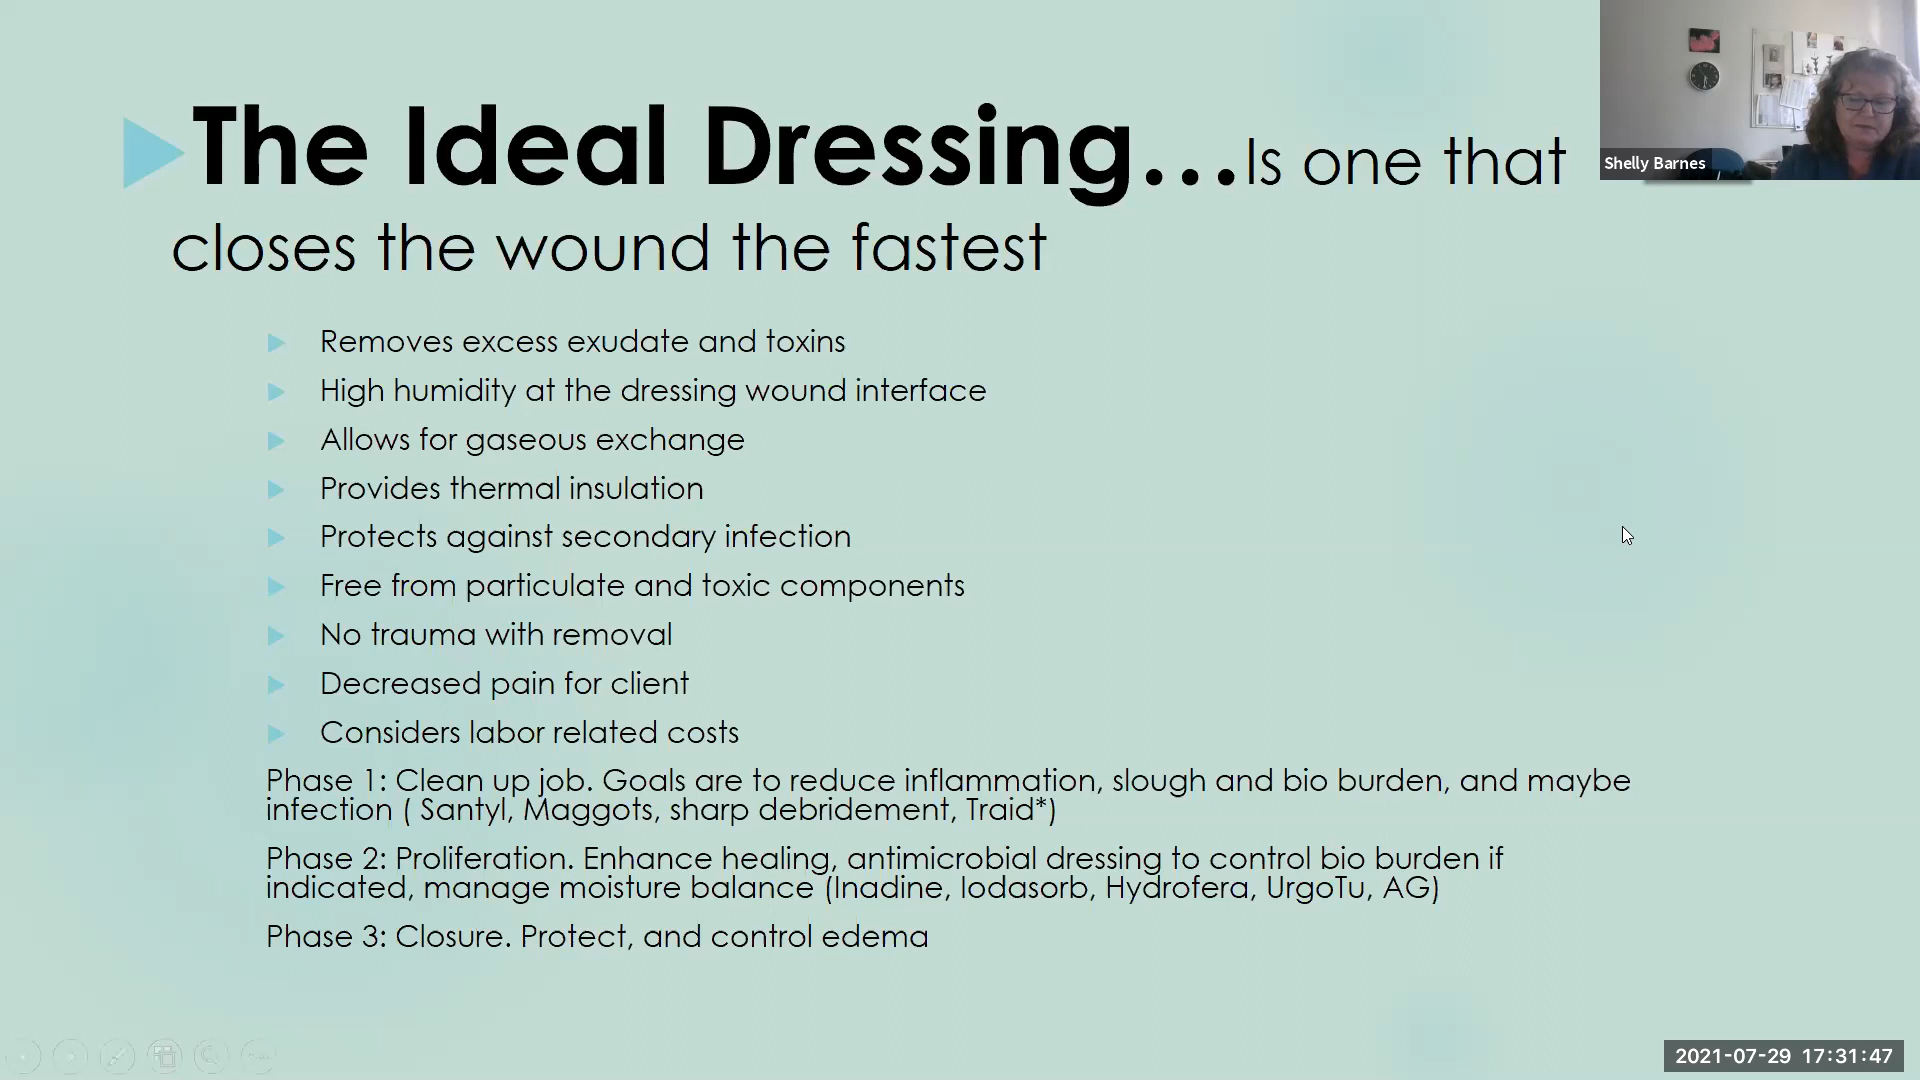 The Ideal Dressing...Is one that
closes the wound the fastest
Shelly Barnes
Removes excess exudate and toxins
High humidity at the dressing wound interface
Allows for gaseous exchange
Provides thermal insulation
Protects against secondary infection
Free from particulate and toxic components
No trauma with removal
Decreased pain for client
Considers labor related costs
Phase 1: Clean up job. Goals are to reduce inflammation, slough and bio burden, and maybe
infection ( Santyl, Maggots, sharp debridement, Traid*)
Phase 2: Proliferation. Enhance healing, antimicrobial dressing to control bio burden if
indicated, manage moisture balance (Inadine, Iodasorb, Hydrofera, UrgoTu, AG)
Phase 3: Closure. Protect, and control edema
2021-07-29 17:31:47